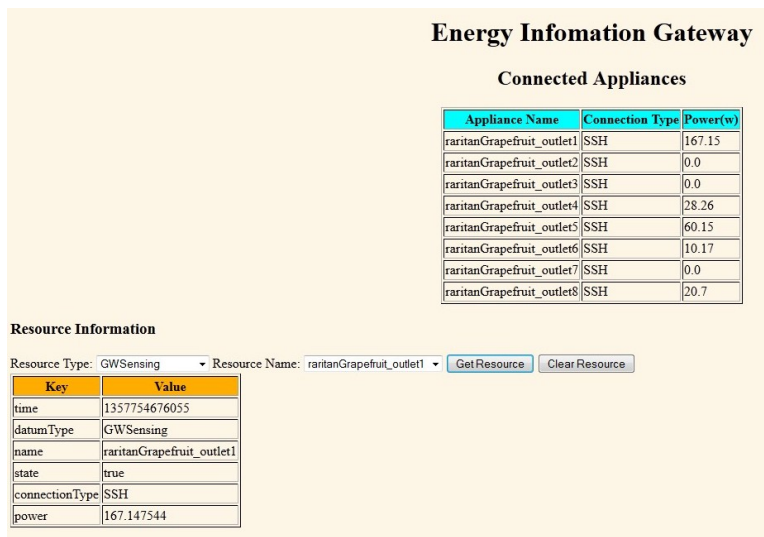 Energy Infomation Gateway
Connected Appliances
Appliance Name Connection Type Power(w)
raritanGrapefruit_outlet1 SSH 167.15
raritanGrapefruit_outlet2 SSH 0.0
raritanGrapefruit_outlet3 SSH 0.0
raritanGrapefruit_outlet4 SSH 28.26
raritanGrapefruit_outlet5 SSH 60.15
raritanGrapefruit_outlet6 SSH 10.17
raritanGrapefruit_outlet7 SSH 0.0
raritanGrapefruit_outlet8 SSH 20.7
Resource Information
Resource Type: GWSensing Resource Name: raritanGrapefruit_outlet1 Get Resource Clear Resource
Key Value
time 1357754676055
datumType GWSensing
name raritanGrapefruit_outlet1
state true
connectionType SSH
power 167.147544